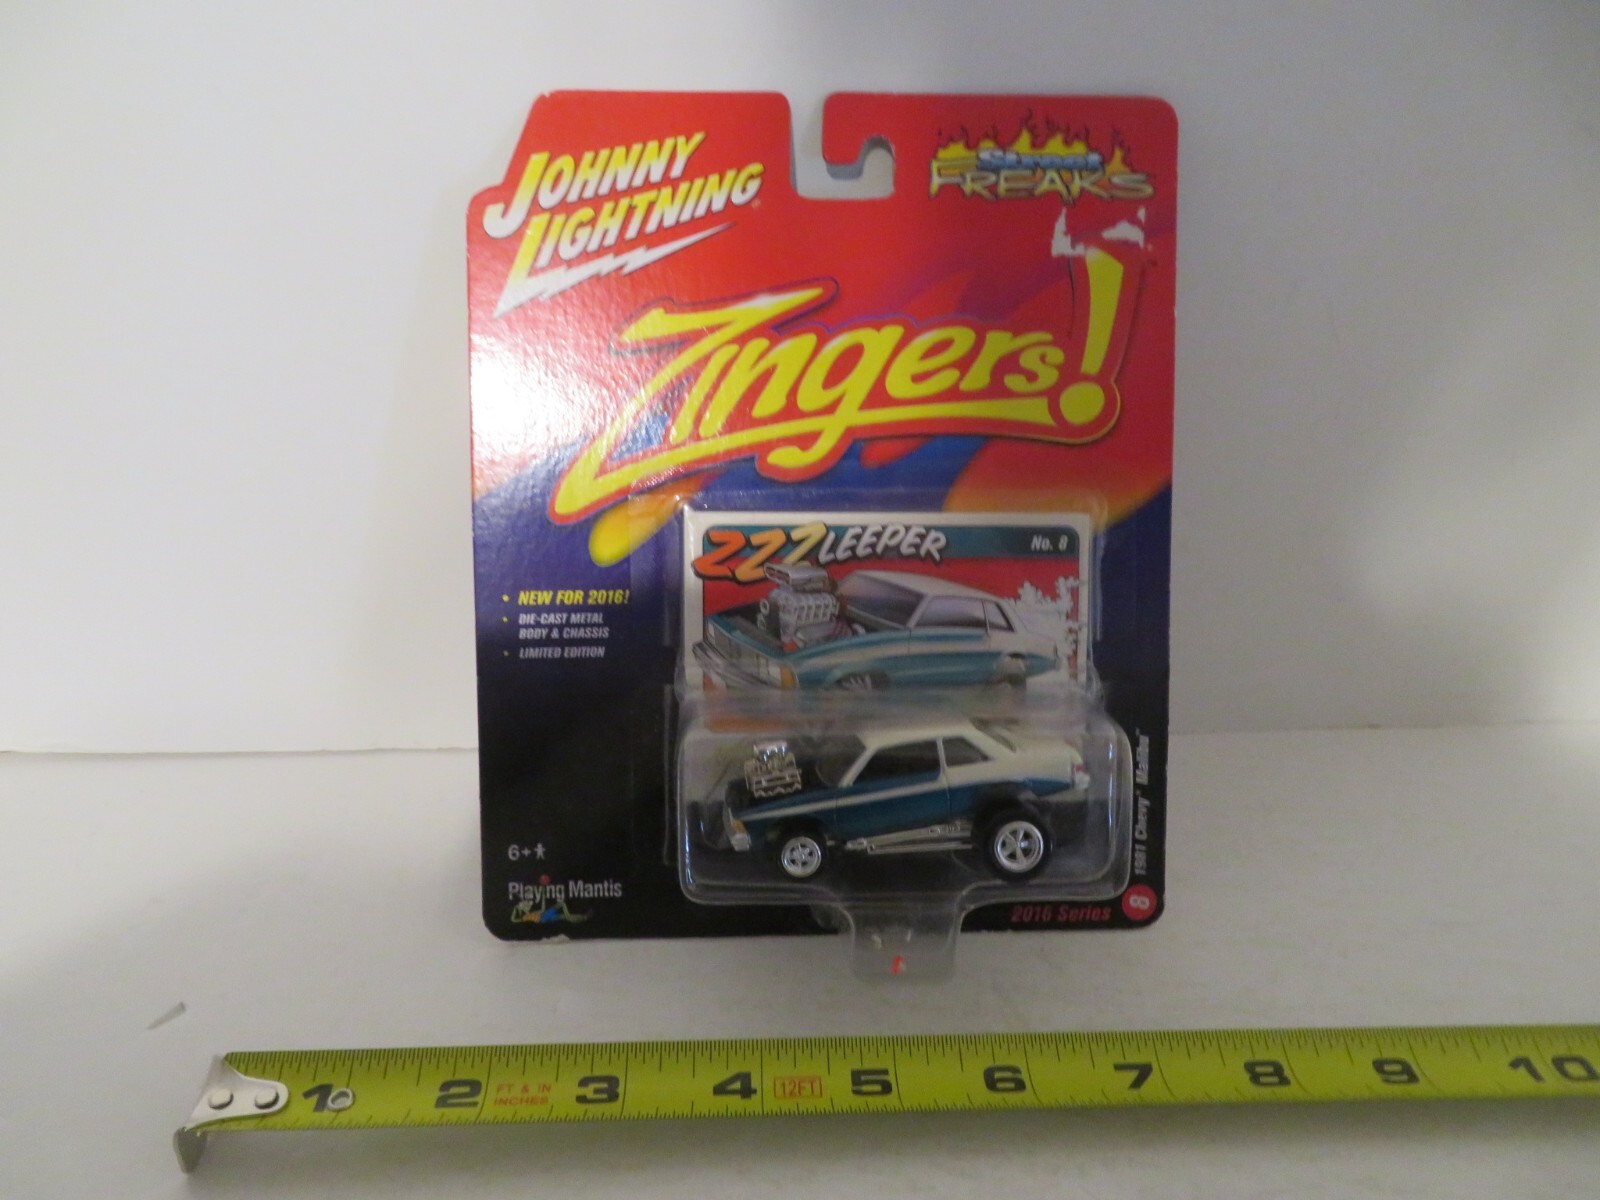 JOHNNY
LIGHTNING
Street
FREAKS
Zingers!
ZZZLEEPER
No. 8
• NEW FOR 2016!
• DIE-CAST METAL
BODY & CHASSIS
• LIMITED EDITION
6+
Playing Mantis
1981 Chevy® Malibu™
2016 Series
8
1 2 FT & IN INCHES 3 4 12FT 5 6 7 8 9 10